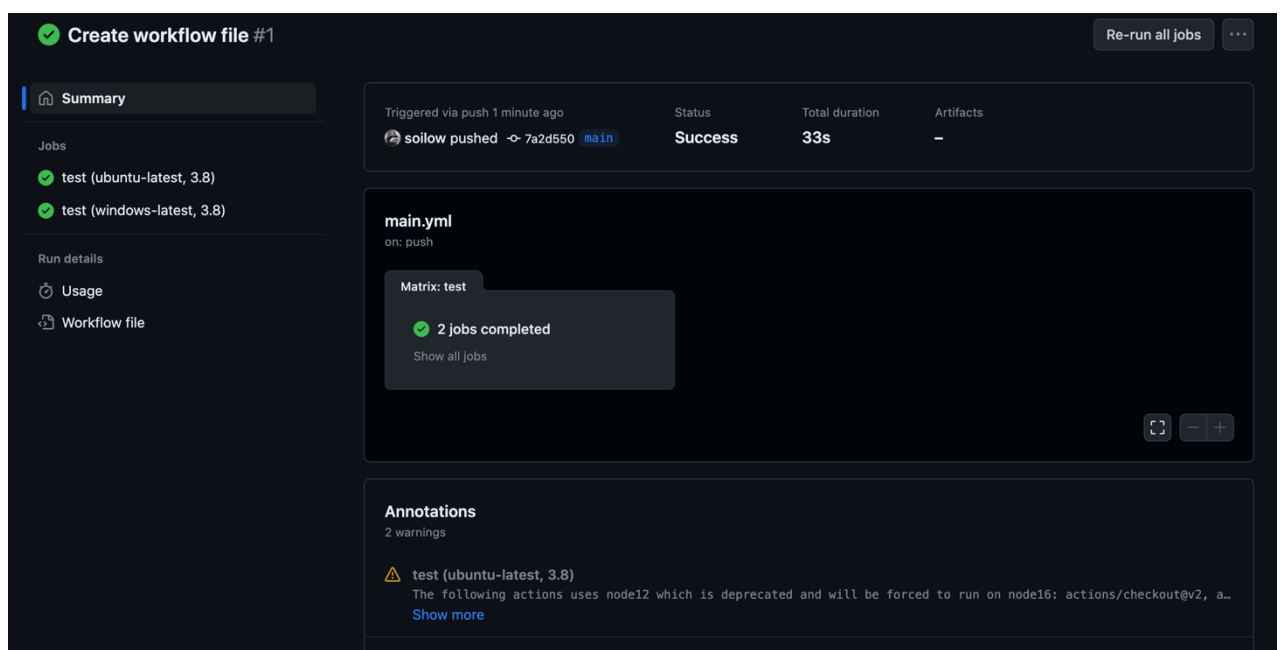 Create workflow file #1
Re-run all jobs
Summary
Jobs
test (ubuntu-latest, 3.8)
test (windows-latest, 3.8)
Run details
Usage
Workflow file
Triggered via push 1 minute ago
soilow pushed 7a2d550 main
Status
Success
Total duration
33s
Artifacts
–
main.yml
on: push
Matrix: test
2 jobs completed
Show all jobs
Annotations
2 warnings
test (ubuntu-latest, 3.8)
The following actions uses node12 which is deprecated and will be forced to run on node16: actions/checkout@v2, a…
Show more